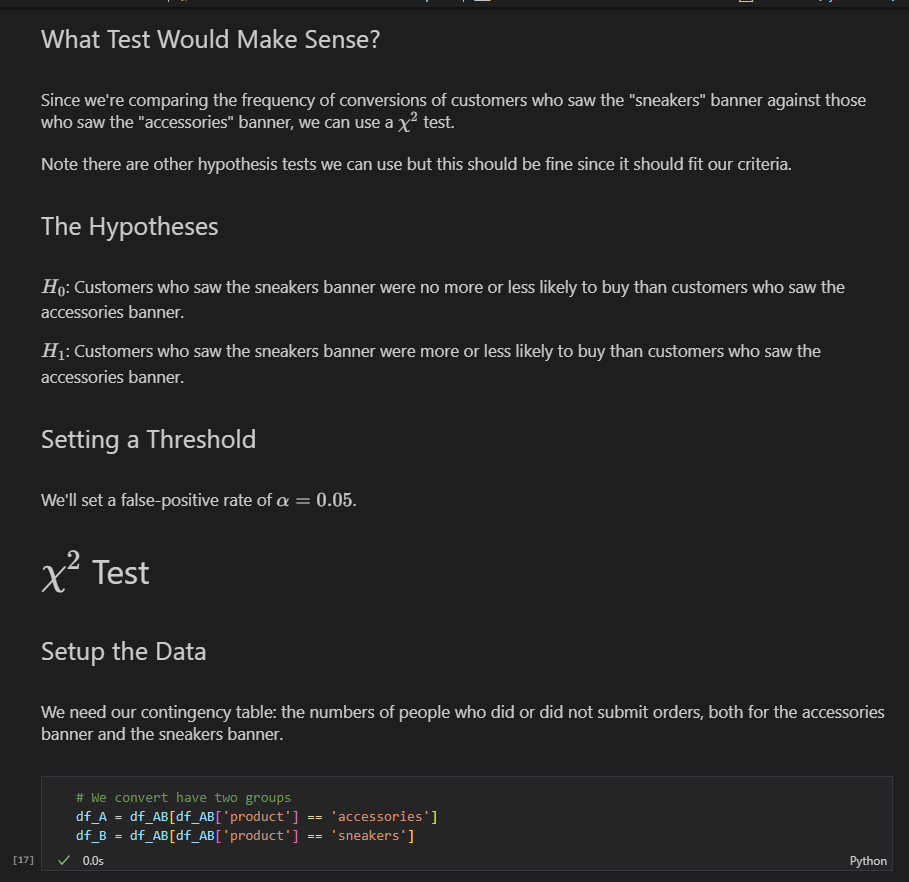 What Test Would Make Sense?
Since we're comparing the frequency of conversions of customers who saw the "sneakers" banner against those
who saw the "accessories" banner, we can use a χ² test.
Note there are other hypothesis tests we can use but this should be fine since it should fit our criteria.
The Hypotheses
H₀: Customers who saw the sneakers banner were no more or less likely to buy than customers who saw the
accessories banner.
H₁: Customers who saw the sneakers banner were more or less likely to buy than customers who saw the
accessories banner.
Setting a Threshold
We'll set a false-positive rate of α = 0.05.
χ² Test
Setup the Data
We need our contingency table: the numbers of people who did or did not submit orders, both for the accessories
banner and the sneakers banner.
# We convert have two groups
df_A = df_AB[df_AB['product'] == 'accessories']
df_B = df_AB[df_AB['product'] == 'sneakers']
[17] ✓ 0.0s Python